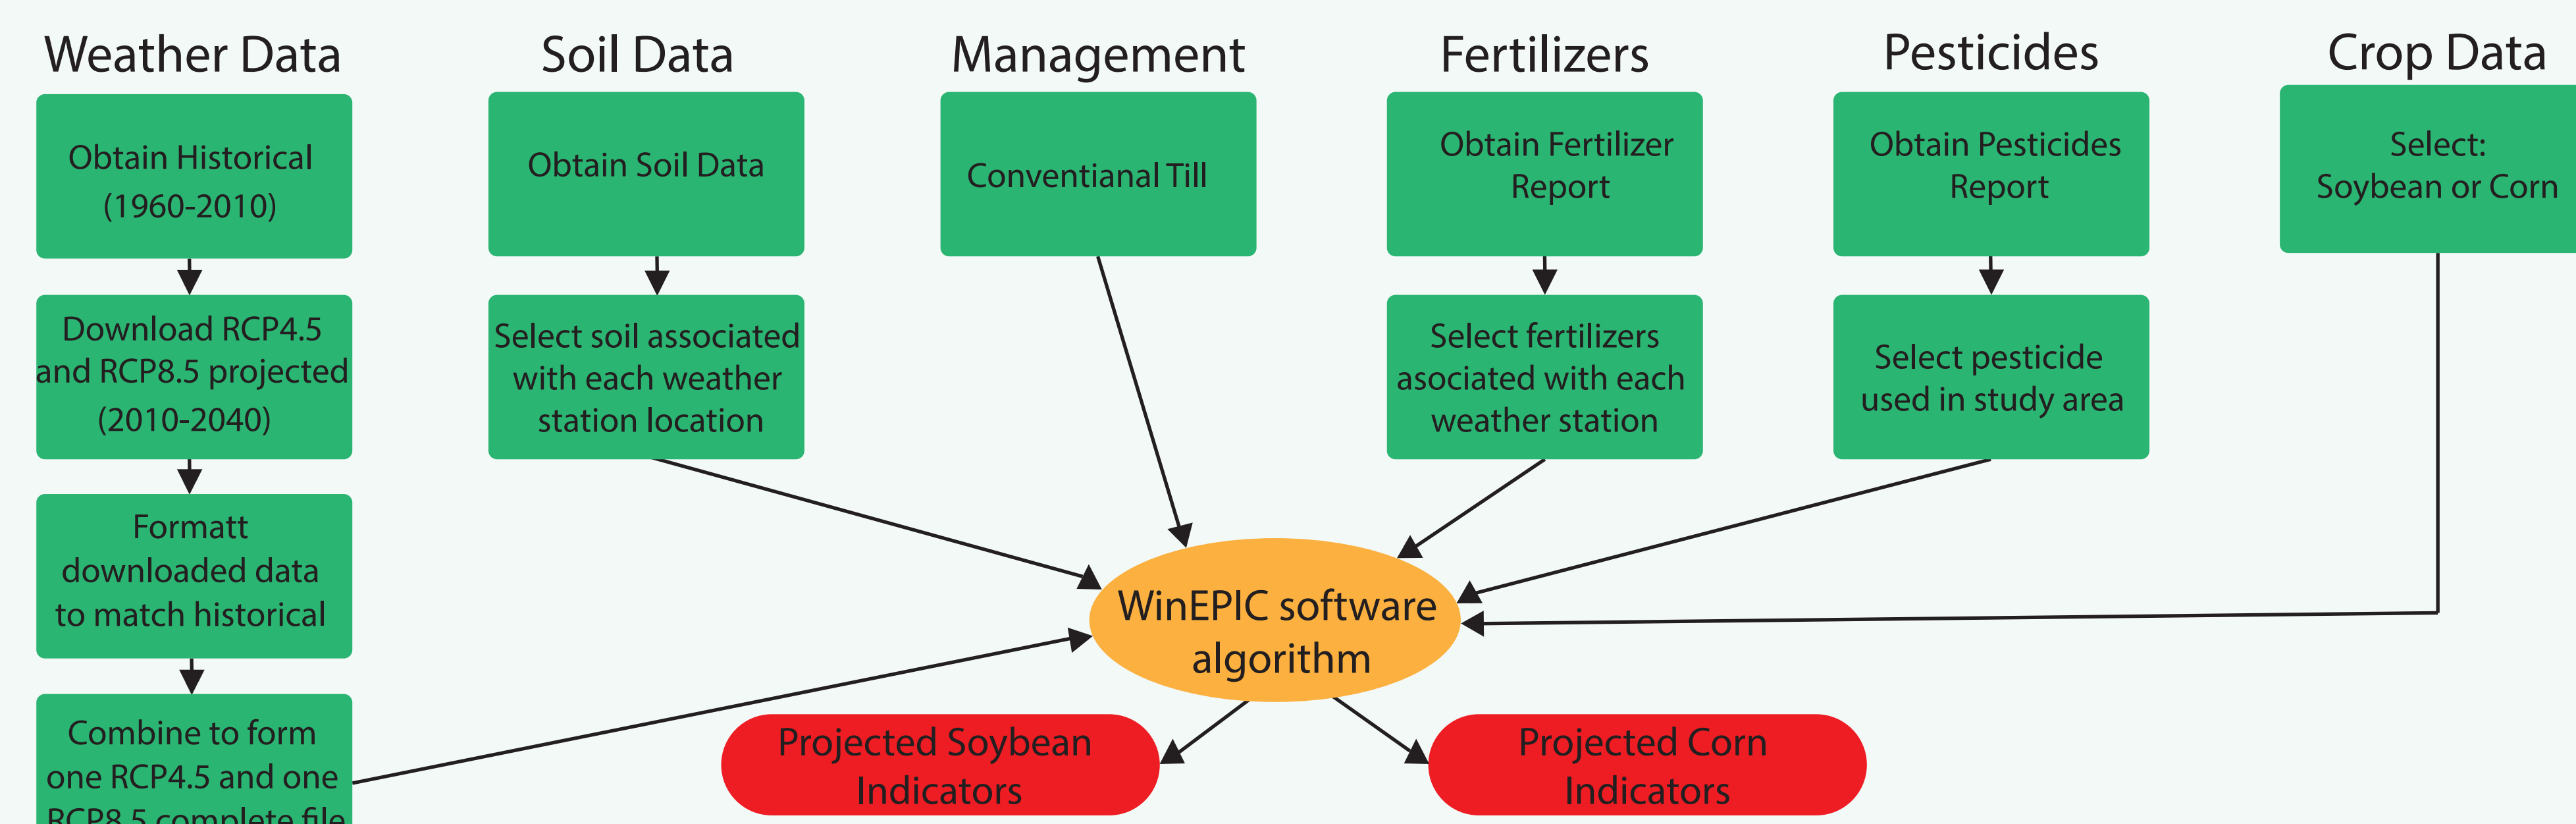 Weather Data
Obtain Historical
(1960-2010)
Download RCP4.5
and RCP8.5 projected
(2010-2040)
Formatt
downloaded data
to match historical
Combine to form
one RCP4.5 and one
RCP8.5 complete file
Soil Data
Obtain Soil Data
Select soil associated
with each weather
station location
Management
Conventianal Till
Fertilizers
Obtain Fertilizer
Report
Select fertilizers
asociated with each
weather station
Pesticides
Obtain Pesticides
Report
Select pesticide
used in study area
Crop Data
Select:
Soybean or Corn
WinEPIC software
algorithm
Projected Soybean
Indicators
Projected Corn
Indicators